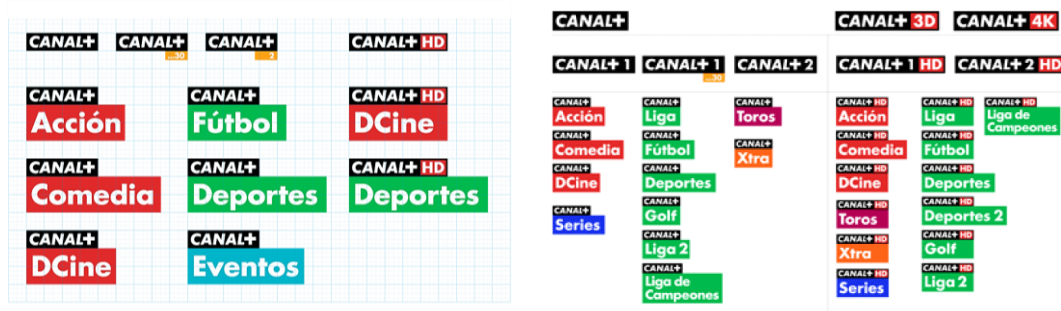 CANAL+ CANAL+ CANAL+ CANAL+ HD
...30 2
CANAL+ CANAL+ CANAL+ HD
Acción Fútbol DCine
CANAL+ CANAL+ CANAL+ HD
Comedia Deportes Deportes
CANAL+ CANAL+
DCine Eventos
CANAL+ CANAL+ 3D CANAL+ 4K
CANAL+ 1 CANAL+ 1 CANAL+ 2 CANAL+ 1 HD CANAL+ 2 HD
...30
CANAL+
Acción
CANAL+
Comedia
CANAL+
DCine
CANAL+
Series
CANAL+
Liga
CANAL+
Fútbol
CANAL+
Deportes
CANAL+
Golf
CANAL+
Liga 2
CANAL+
Liga de
Campeones
CANAL+
Toros
CANAL+
Xtra
CANAL+ HD
Acción
CANAL+ HD
Comedia
CANAL+ HD
DCine
CANAL+ HD
Toros
CANAL+ HD
Xtra
CANAL+ HD
Series
CANAL+ HD
Liga
CANAL+ HD
Fútbol
CANAL+ HD
Deportes
CANAL+ HD
Deportes 2
CANAL+ HD
Golf
CANAL+ HD
Liga 2
CANAL+ HD
Liga de
Campeones